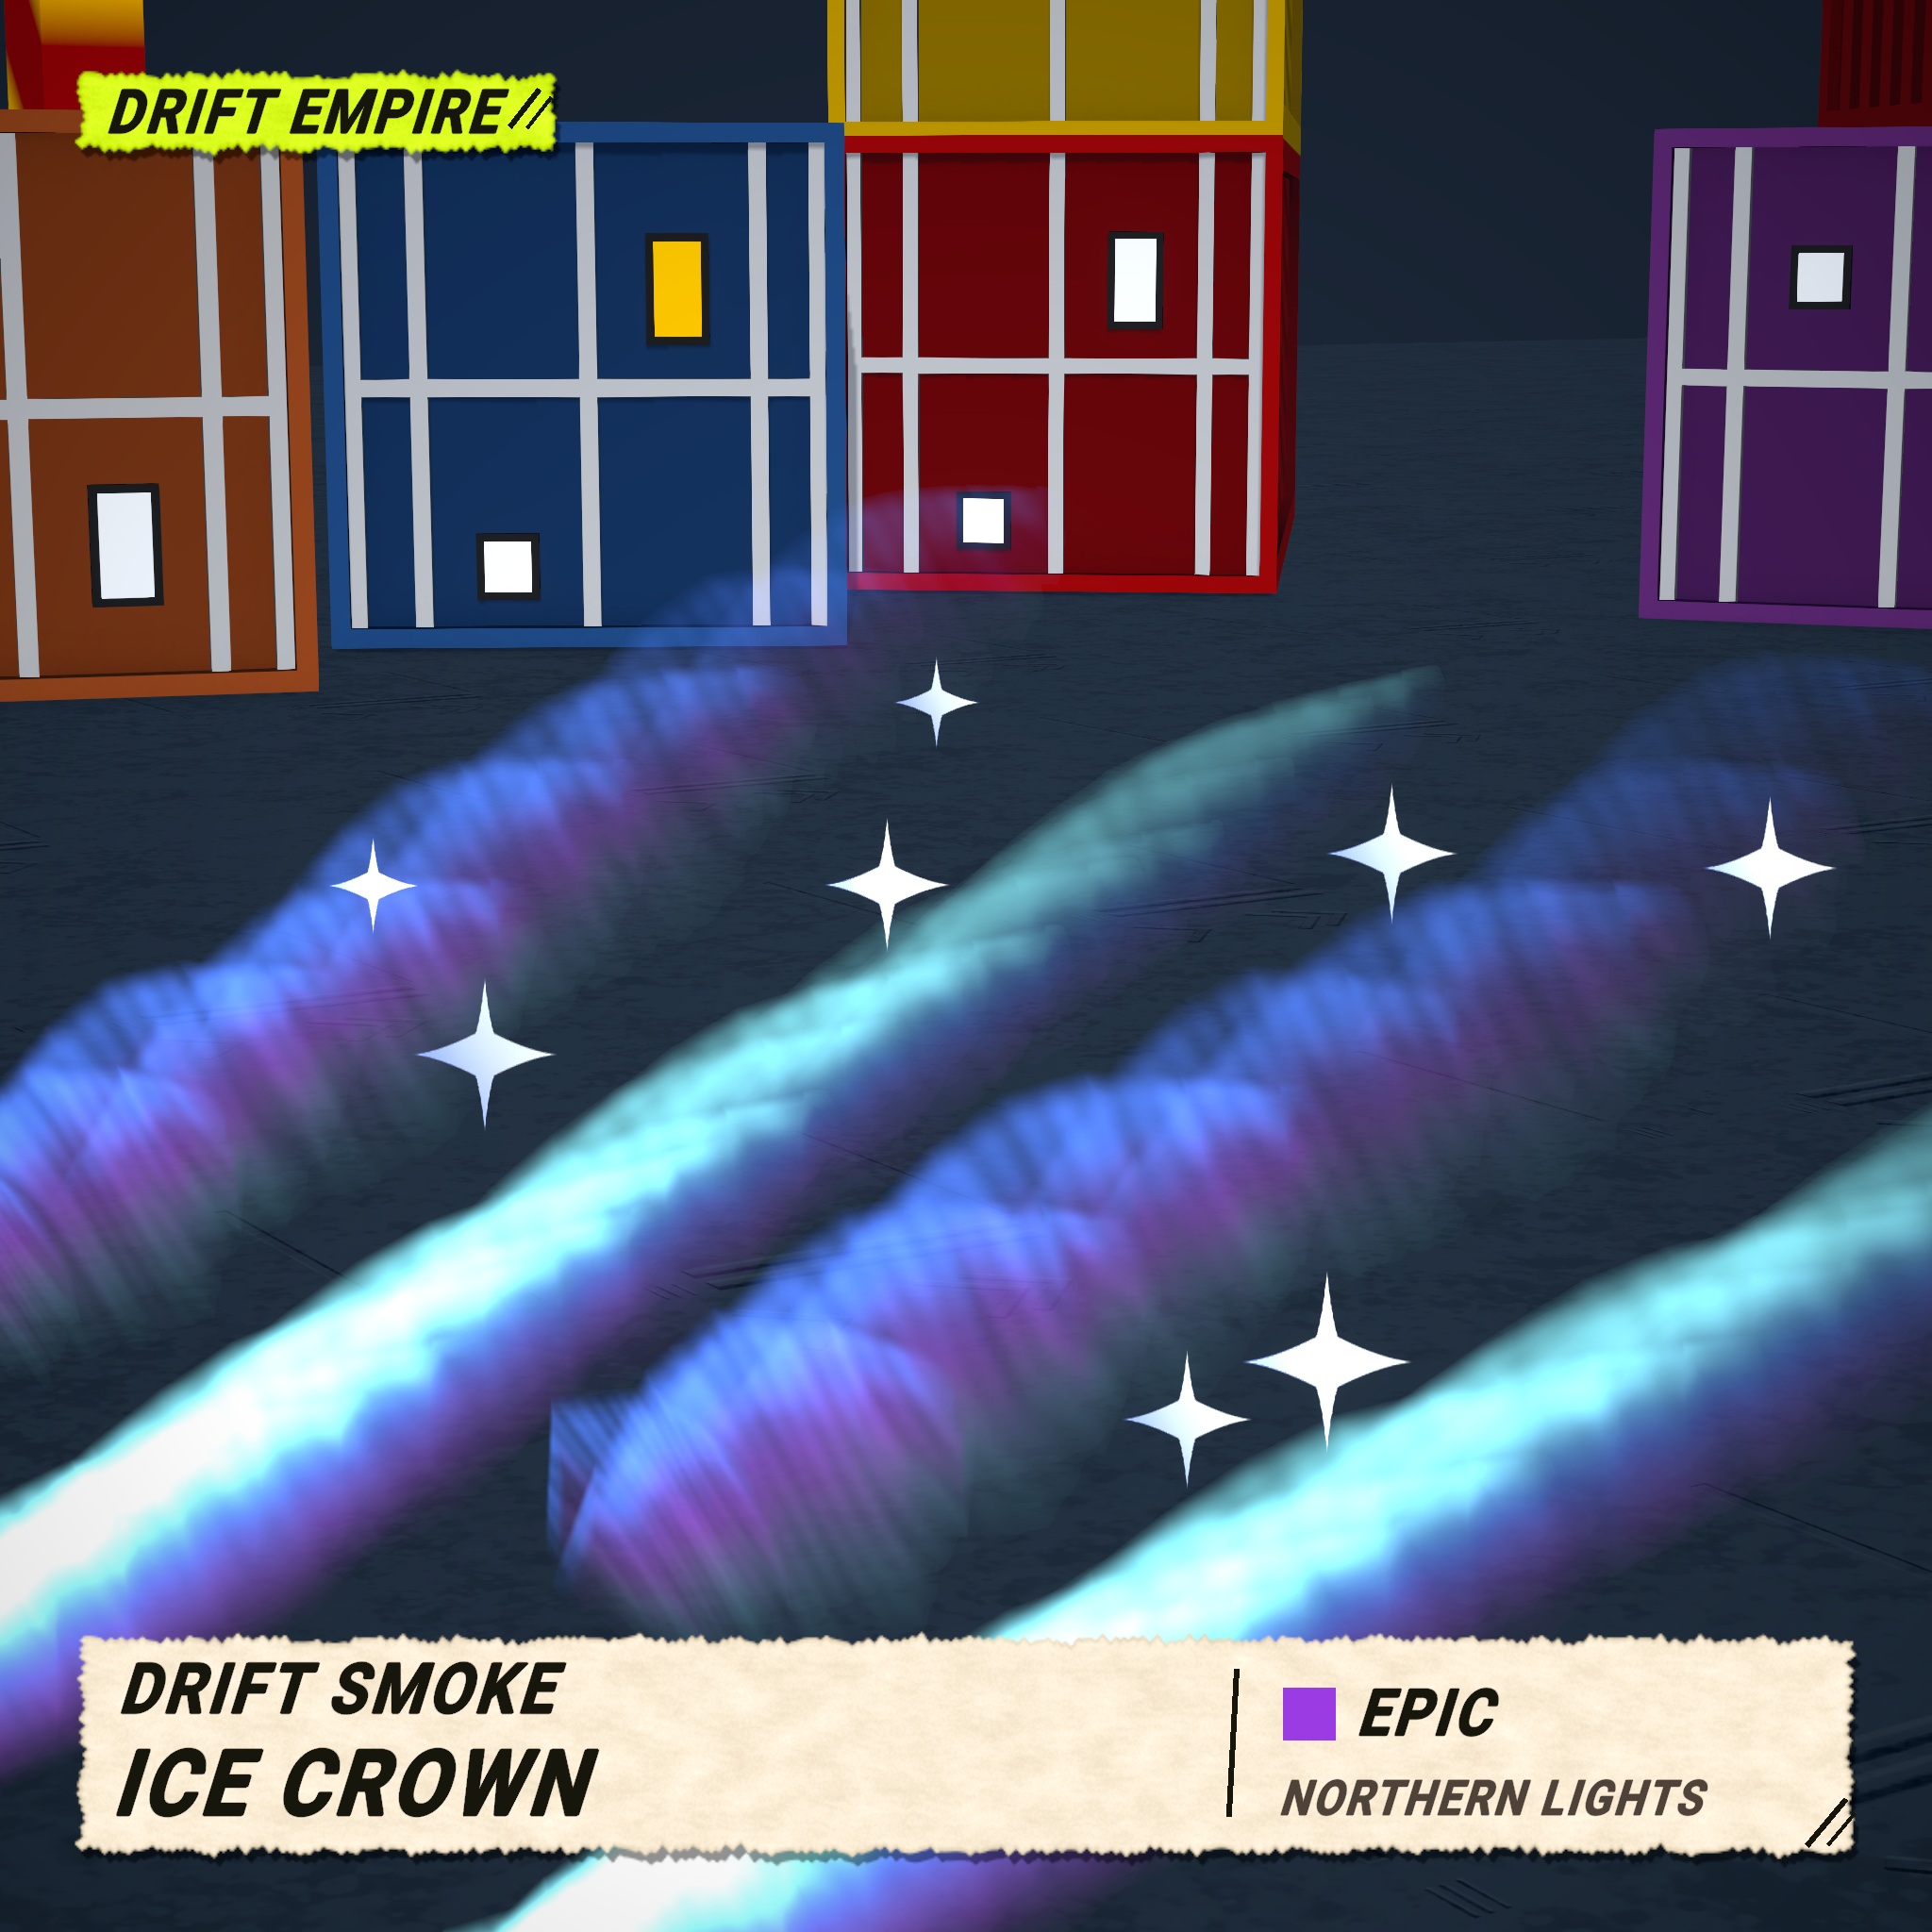 DRIFT EMPIRE//
DRIFT SMOKE
ICE CROWN
EPIC
NORTHERN LIGHTS